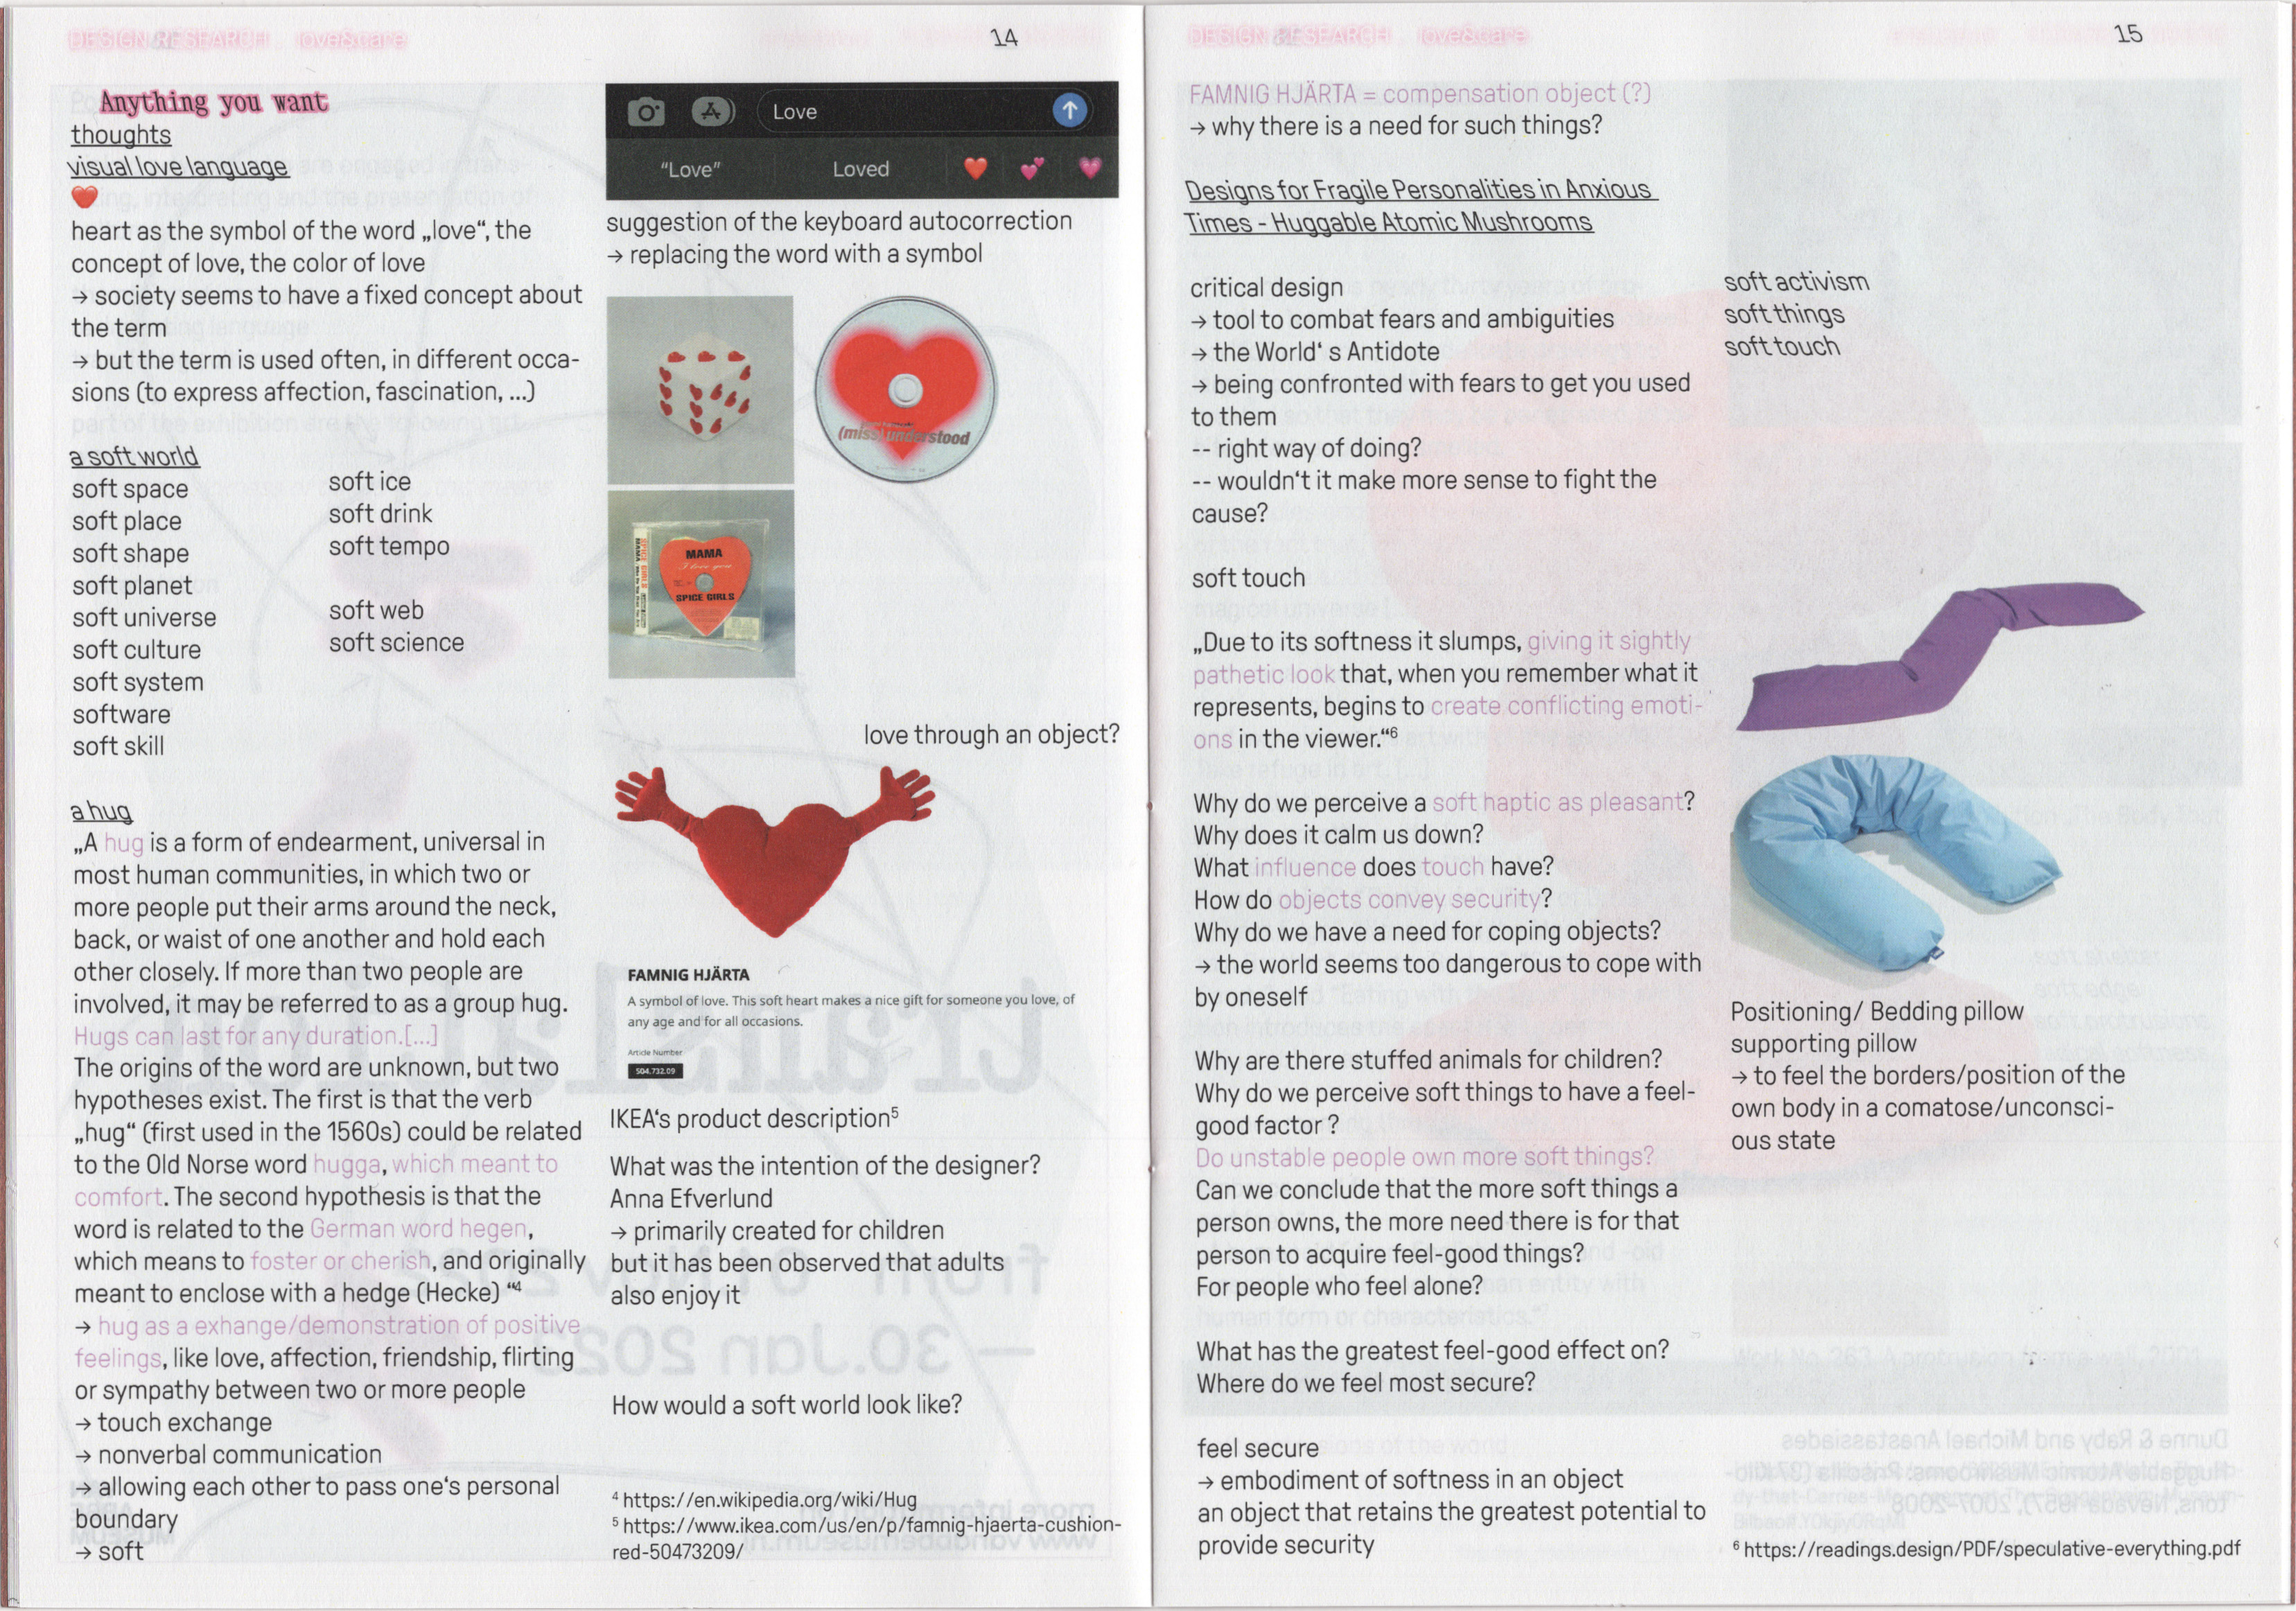 DESIGN RESEARCH love&care
14
Anything you want
thoughts
visual love language
❤️
heart as the symbol of the word „love“, the
concept of love, the color of love
→ society seems to have a fixed concept about
the term
→ but the term is used often, in different occa-
sions (to express affection, fascination, ...)
a soft world
soft space
soft place
soft shape
soft planet
soft universe
soft culture
soft system
software
soft skill
soft ice
soft drink
soft tempo
soft web
soft science
a hug
„A hug is a form of endearment, universal in
most human communities, in which two or
more people put their arms around the neck,
back, or waist of one another and hold each
other closely. If more than two people are
involved, it may be referred to as a group hug.
Hugs can last for any duration.[...]
The origins of the word are unknown, but two
hypotheses exist. The first is that the verb
„hug“ (first used in the 1560s) could be related
to the Old Norse word hugga, which meant to
comfort. The second hypothesis is that the
word is related to the German word hegen,
which means to foster or cherish, and originally
meant to enclose with a hedge (Hecke) “⁴
→ hug as a exhange/demonstration of positive
feelings, like love, affection, friendship, flirting
or sympathy between two or more people
→ touch exchange
→ nonverbal communication
→ allowing each other to pass one‘s personal
boundary
→ soft
Love
“Love”
Loved
❤️ 💕 💗
suggestion of the keyboard autocorrection
→ replacing the word with a symbol
(miss)understood
MAMA
I love you
SPICE GIRLS
love through an object?
FAMNIG HJÄRTA
A symbol of love. This soft heart makes a nice gift for someone you love, of
any age and for all occasions.
Article Number
504.732.09
IKEA‘s product description⁵
What was the intention of the designer?
Anna Efverlund
→ primarily created for children
but it has been observed that adults
also enjoy it
How would a soft world look like?
⁴ https://en.wikipedia.org/wiki/Hug
⁵ https://www.ikea.com/us/en/p/famnig-hjaerta-cushion-
red-50473209/
DESIGN RESEARCH love&care
15
FAMNIG HJÄRTA = compensation object (?)
→ why there is a need for such things?
Designs for Fragile Personalities in Anxious
Times - Huggable Atomic Mushrooms
critical design
→ tool to combat fears and ambiguities
→ the World‘ s Antidote
→ being confronted with fears to get you used
to them
-- right way of doing?
-- wouldn‘t it make more sense to fight the
cause?
soft touch
„Due to its softness it slumps, giving it sightly
pathetic look that, when you remember what it
represents, begins to create conflicting emoti-
ons in the viewer.“⁶
Why do we perceive a soft haptic as pleasant?
Why does it calm us down?
What influence does touch have?
How do objects convey security?
Why do we have a need for coping objects?
→ the world seems too dangerous to cope with
by oneself
Why are there stuffed animals for children?
Why do we perceive soft things to have a feel-
good factor ?
Do unstable people own more soft things?
Can we conclude that the more soft things a
person owns, the more need there is for that
person to acquire feel-good things?
For people who feel alone?
What has the greatest feel-good effect on?
Where do we feel most secure?
feel secure
→ embodiment of softness in an object
an object that retains the greatest potential to
provide security
soft activism
soft things
soft touch
Positioning/ Bedding pillow
supporting pillow
→ to feel the borders/position of the
own body in a comatose/unconsci-
ous state
⁶ https://readings.design/PDF/speculative-everything.pdf